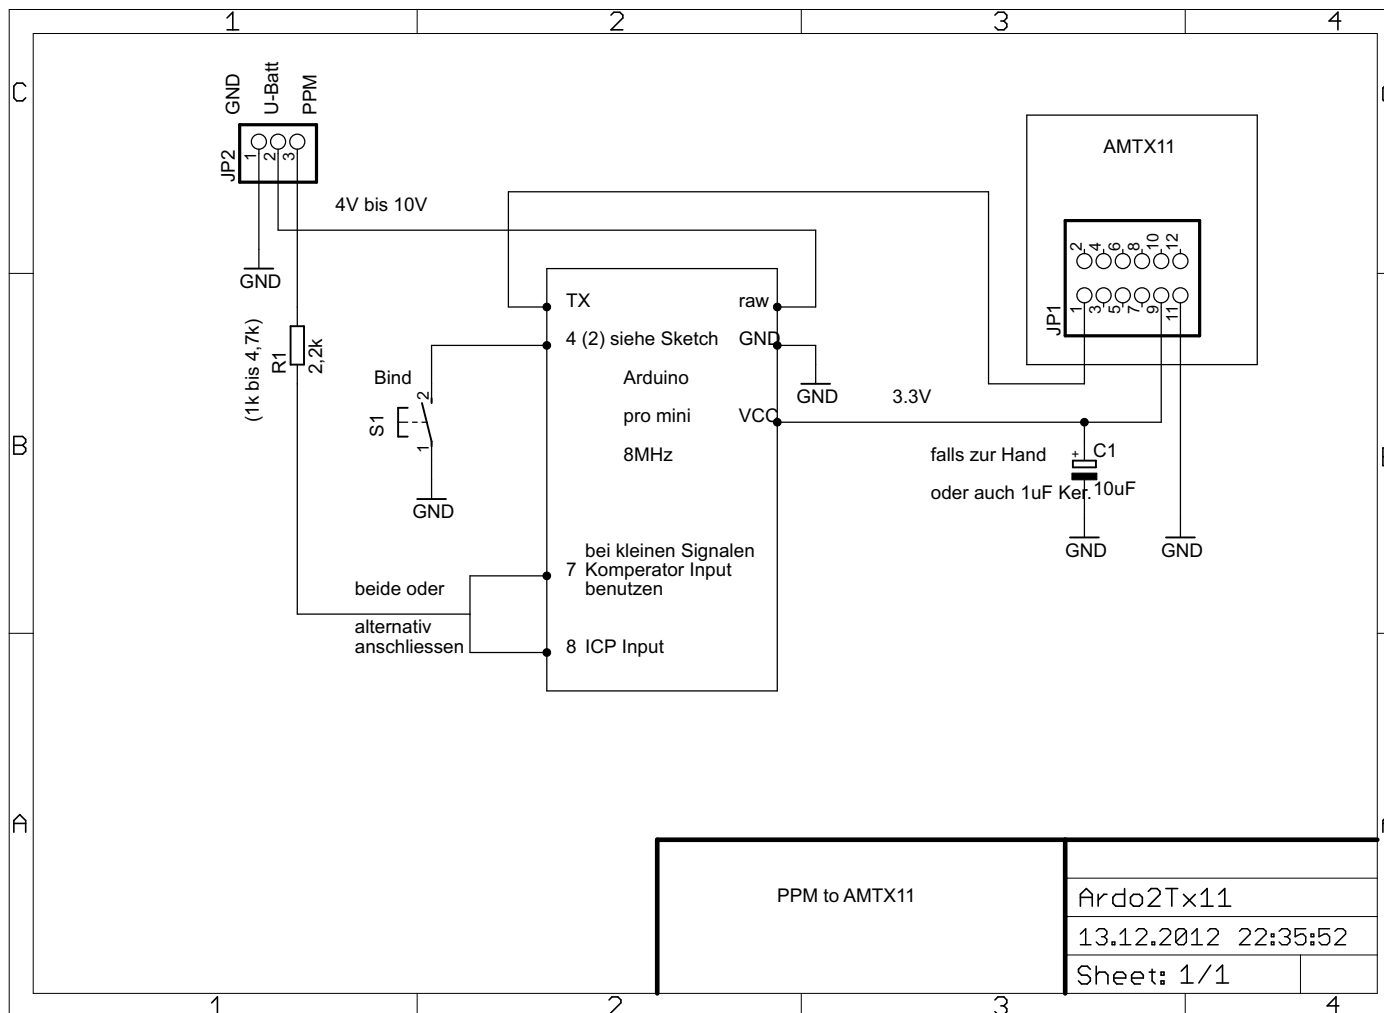 1 2 3 4
C
GND
U-Batt
PPM
JP2
1
2
3
4V bis 10V
GND
AMTX11
2
4
6
8
10
12
1
3
5
7
9
11
JP1
TX
raw
4 (2) siehe Sketch
GND
(1k bis 4,7k)
R1
2,2k
Bind
2
S1
1
GND
Arduino
pro mini
8MHz
VCC
GND
3.3V
B
falls zur Hand
oder auch 1uF Ker.
+
C1
10uF
GND
GND
bei kleinen Signalen
7 Komperator Input
benutzen
beide oder
alternativ
anschliessen
8 ICP Input
A
PPM to AMTX11
Ardo2Tx11
13.12.2012 22:35:52
Sheet: 1/1
1 2 3 4